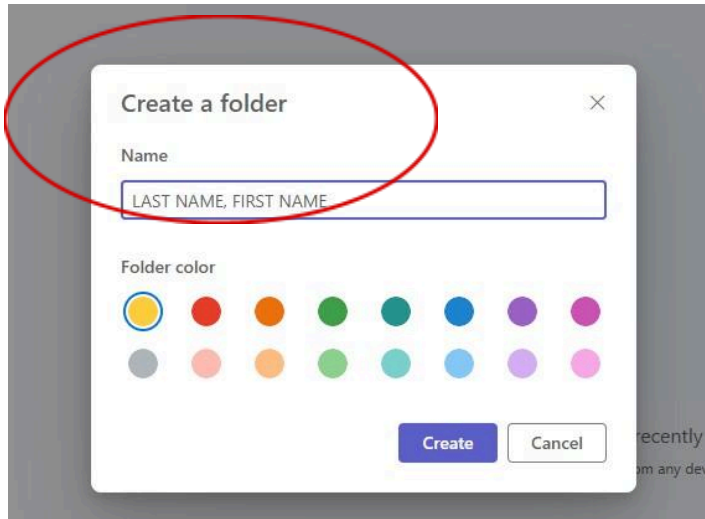 Create a folder
Name
LAST NAME, FIRST NAME
Folder color
Create Cancel
recently
om any dev